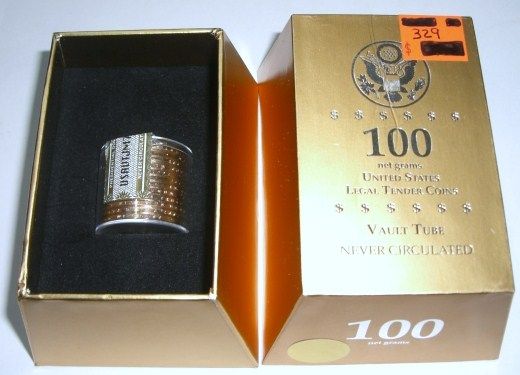 329
$
$ $ $ $ $ $
100
net grams
UNITED STATES
LEGAL TENDER COINS
$ $ $ $ $ $
VAULT TUBE
NEVER CIRCULATED
100
net grams